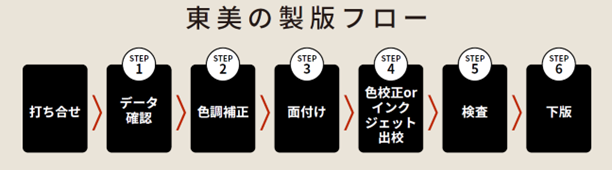 東美の製版フロー
打ち合せ
STEP
1
データ
確認
STEP
2
色調補正
STEP
3
面付け
STEP
4
色校正or
インク
ジェット
出校
STEP
5
検査
STEP
6
下版